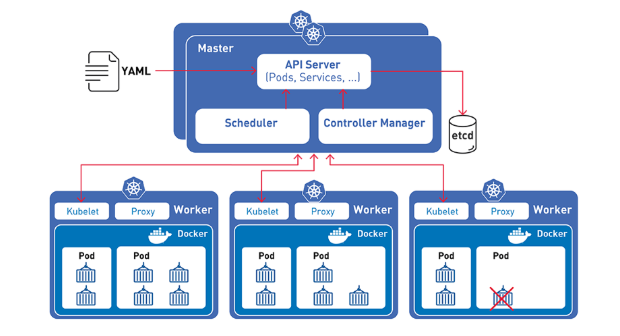 Master
YAML
API Server
(Pods, Services, ...)
Scheduler
Controller Manager
etcd
Kubelet
Proxy
Worker
Docker
Pod
Pod
Kubelet
Proxy
Worker
Docker
Pod
Pod
Kubelet
Proxy
Worker
Docker
Pod
Pod